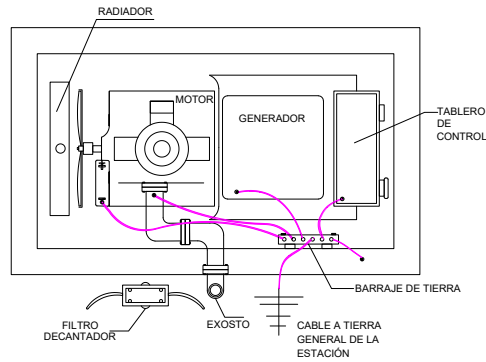 RADIADOR
MOTOR
GENERADOR
TABLERO
DE
CONTROL
BARRAJE DE TIERRA
FILTRO
DECANTADOR
EXOSTO
CABLE A TIERRA
GENERAL DE LA
ESTACIÓN